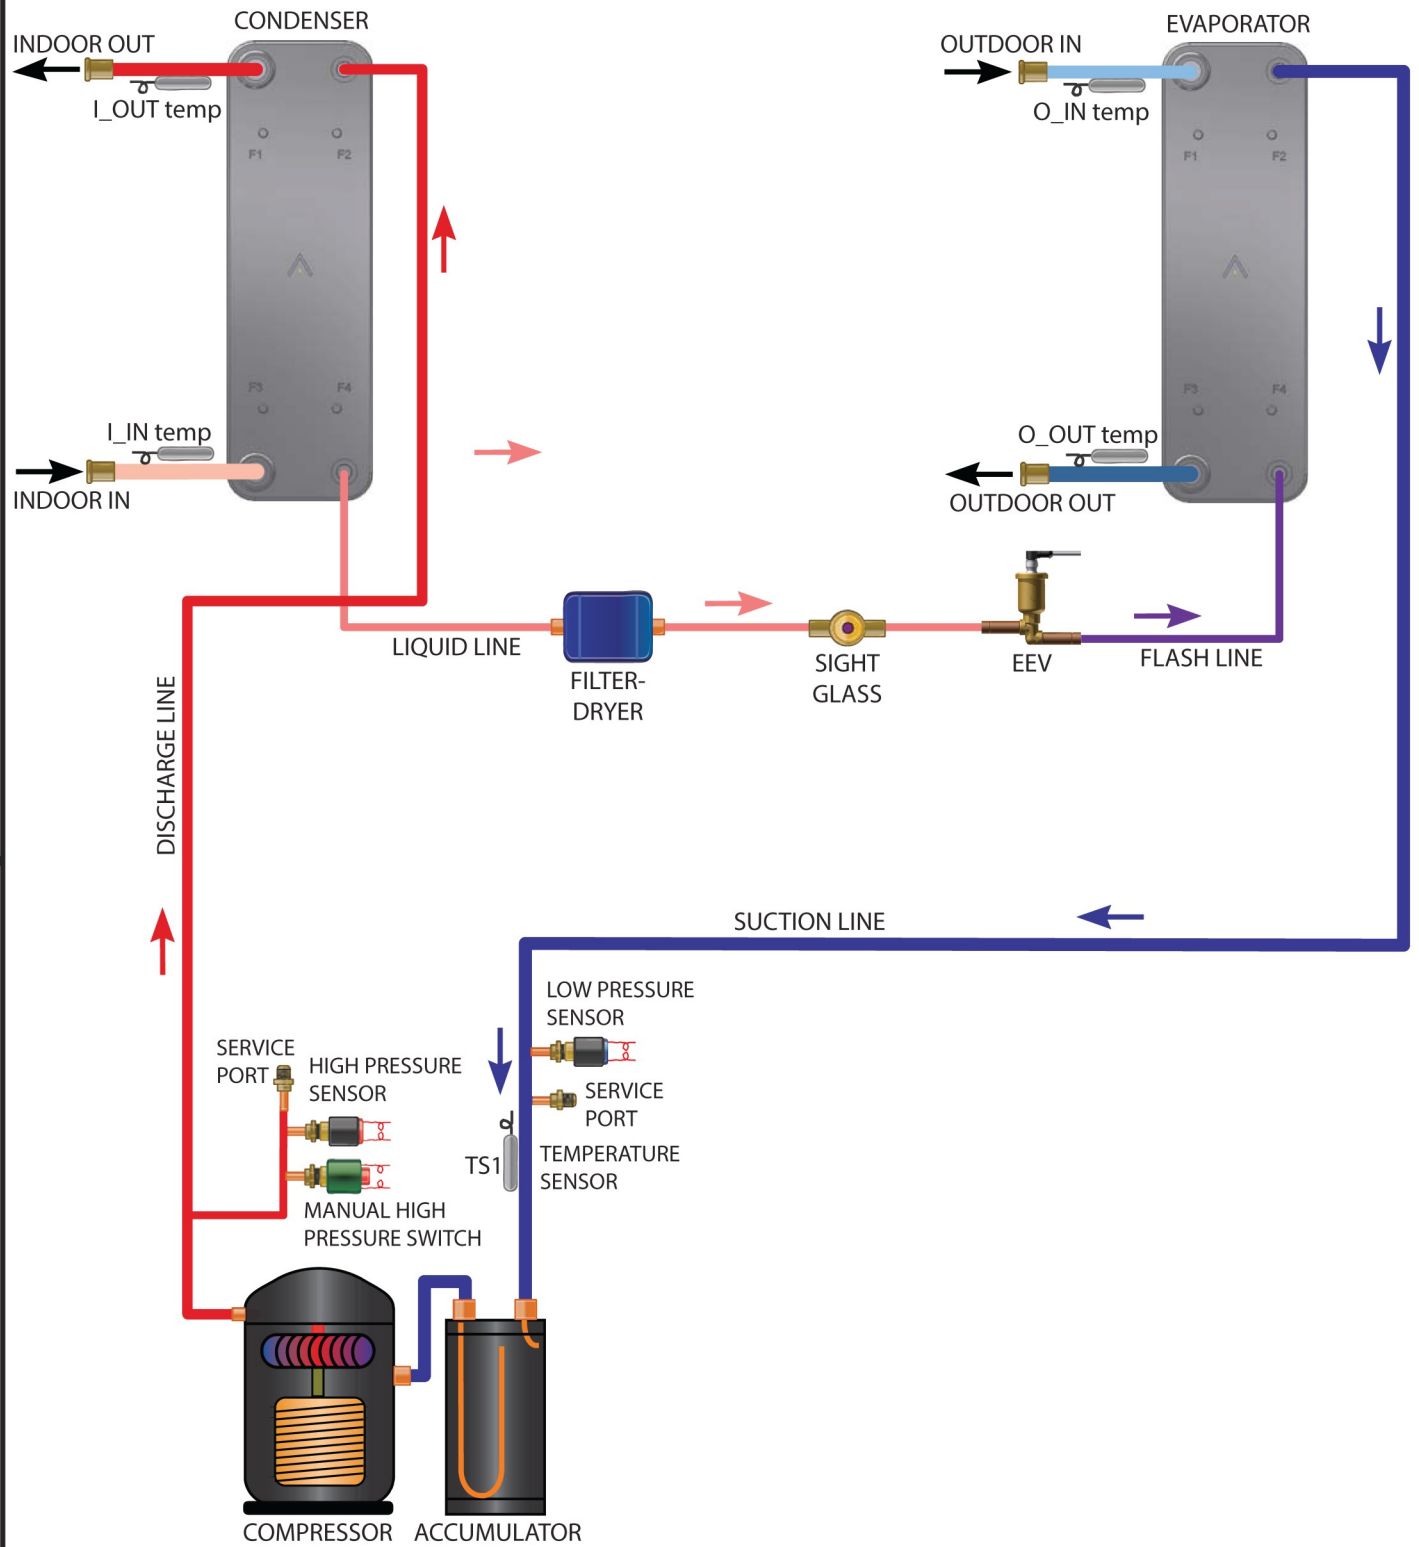 CONDENSER
EVAPORATOR
INDOOR OUT
OUTDOOR IN
I_OUT temp
O_IN temp
F1 F2
F1 F2
F3 F4
F3 F4
I_IN temp
O_OUT temp
INDOOR IN
OUTDOOR OUT
LIQUID LINE
FILTER-
DRYER
SIGHT
GLASS
EEV
FLASH LINE
DISCHARGE LINE
SUCTION LINE
LOW PRESSURE
SENSOR
SERVICE
PORT
HIGH PRESSURE
SENSOR
SERVICE
PORT
TS1
TEMPERATURE
SENSOR
MANUAL HIGH
PRESSURE SWITCH
COMPRESSOR
ACCUMULATOR